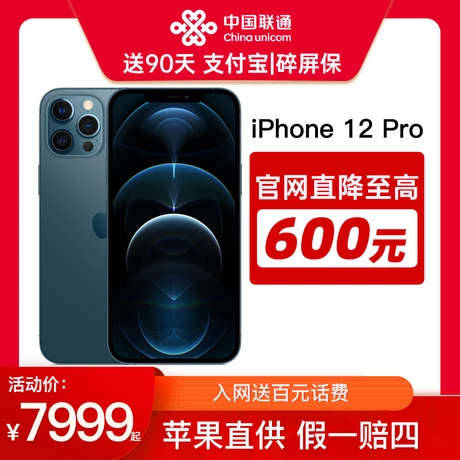 中国联通
China unicom
送90天 支付宝|碎屏保
iPhone 12 Pro
官网直降至高
600元
活动价：
¥7999起
入网送百元话费
苹果直供 假一赔四